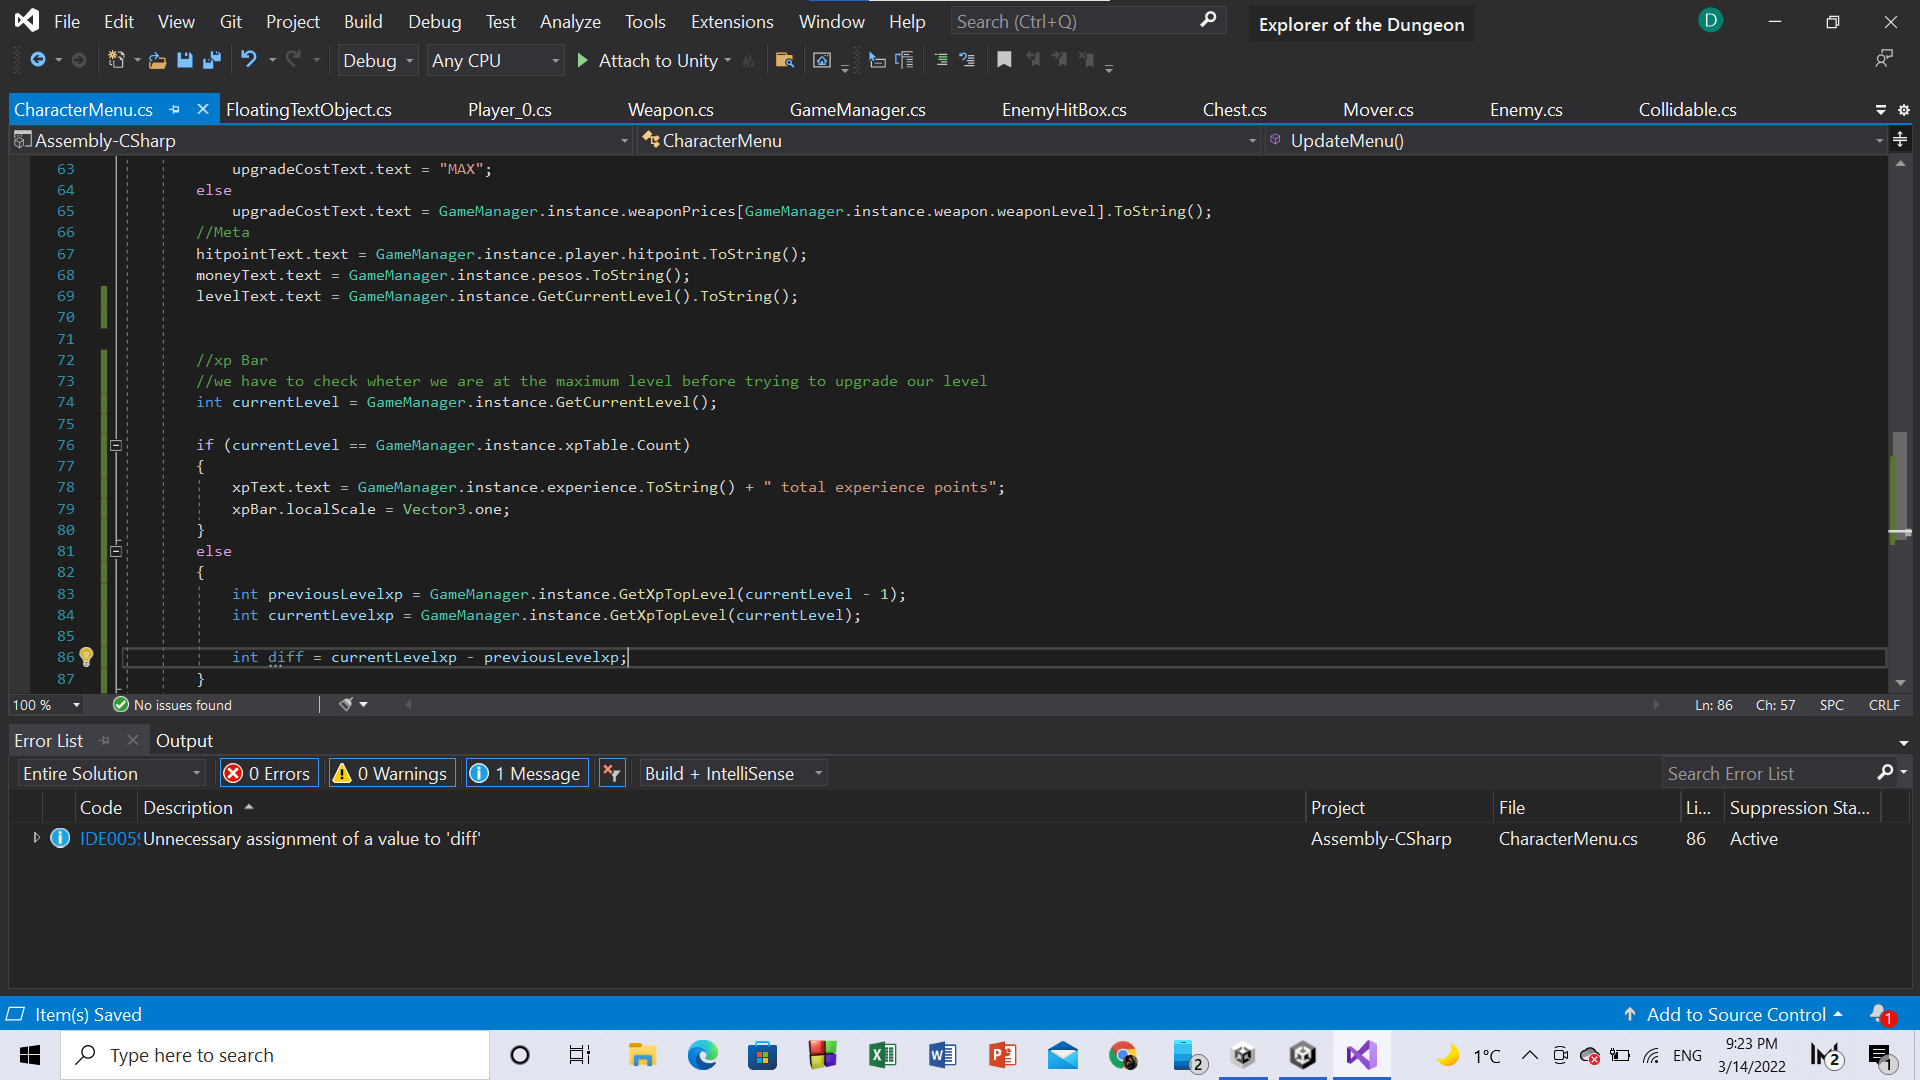 File Edit View Git Project Build Debug Test Analyze Tools Extensions Window Help Search (Ctrl+Q) Explorer of the Dungeon D
Debug Any CPU Attach to Unity
CharacterMenu.cs FloatingTextObject.cs Player_0.cs Weapon.cs GameManager.cs EnemyHitBox.cs Chest.cs Mover.cs Enemy.cs Collidable.cs
Assembly-CSharp CharacterMenu UpdateMenu()
63 upgradeCostText.text = "MAX";
64 else
65 upgradeCostText.text = GameManager.instance.weaponPrices[GameManager.instance.weapon.weaponLevel].ToString();
66 //Meta
67 hitpointText.text = GameManager.instance.player.hitpoint.ToString();
68 moneyText.text = GameManager.instance.pesos.ToString();
69 levelText.text = GameManager.instance.GetCurrentLevel().ToString();
70
71
72 //xp Bar
73 //we have to check wheter we are at the maximum level before trying to upgrade our level
74 int currentLevel = GameManager.instance.GetCurrentLevel();
75
76 if (currentLevel == GameManager.instance.xpTable.Count)
77 {
78 xpText.text = GameManager.instance.experience.ToString() + " total experience points";
79 xpBar.localScale = Vector3.one;
80 }
81 else
82 {
83 int previousLevelxp = GameManager.instance.GetXpTopLevel(currentLevel - 1);
84 int currentLevelxp = GameManager.instance.GetXpTopLevel(currentLevel);
85
86 int diff = currentLevelxp - previousLevelxp;
87 }
100 % No issues found Ln: 86 Ch: 57 SPC CRLF
Error List Output
Entire Solution 0 Errors 0 Warnings 1 Message Build + IntelliSense Search Error List
Code Description Project File Li... Suppression Sta...
IDE005 Unnecessary assignment of a value to 'diff' Assembly-CSharp CharacterMenu.cs 86 Active
Item(s) Saved Add to Source Control 1
Type here to search 2 1°C ENG 9:23 PM 2 1
3/14/2022